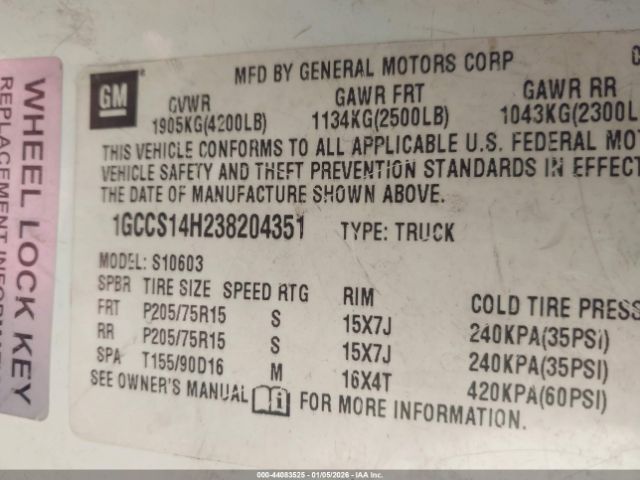 WHEEL LOCK KEY
REPLACEMENT
GM
MFD BY GENERAL MOTORS CORP
GVWR GAWR FRT GAWR RR
1905KG(4200LB) 1134KG(2500LB) 1043KG(2300L
THIS VEHICLE CONFORMS TO ALL APPLICABLE U.S. FEDERAL MO
VEHICLE SAFETY AND THEFT PREVENTION STANDARDS IN EFFECT
THE DATE OF MANUFACTURE SHOWN ABOVE.
1GCCS14H238204351 TYPE: TRUCK
MODEL: S10603
SPBR TIRE SIZE SPEED RTG RIM COLD TIRE PRESS
FRT P205/75R15 S 15X7J 240KPA(35PSI)
RR P205/75R15 S 15X7J 240KPA(35PSI)
SPA T155/90D16 M 16X4T 420KPA(60PSI)
SEE OWNER'S MANUAL FOR MORE INFORMATION.
000-44083525 - 01/05/2026 - IAA Inc.